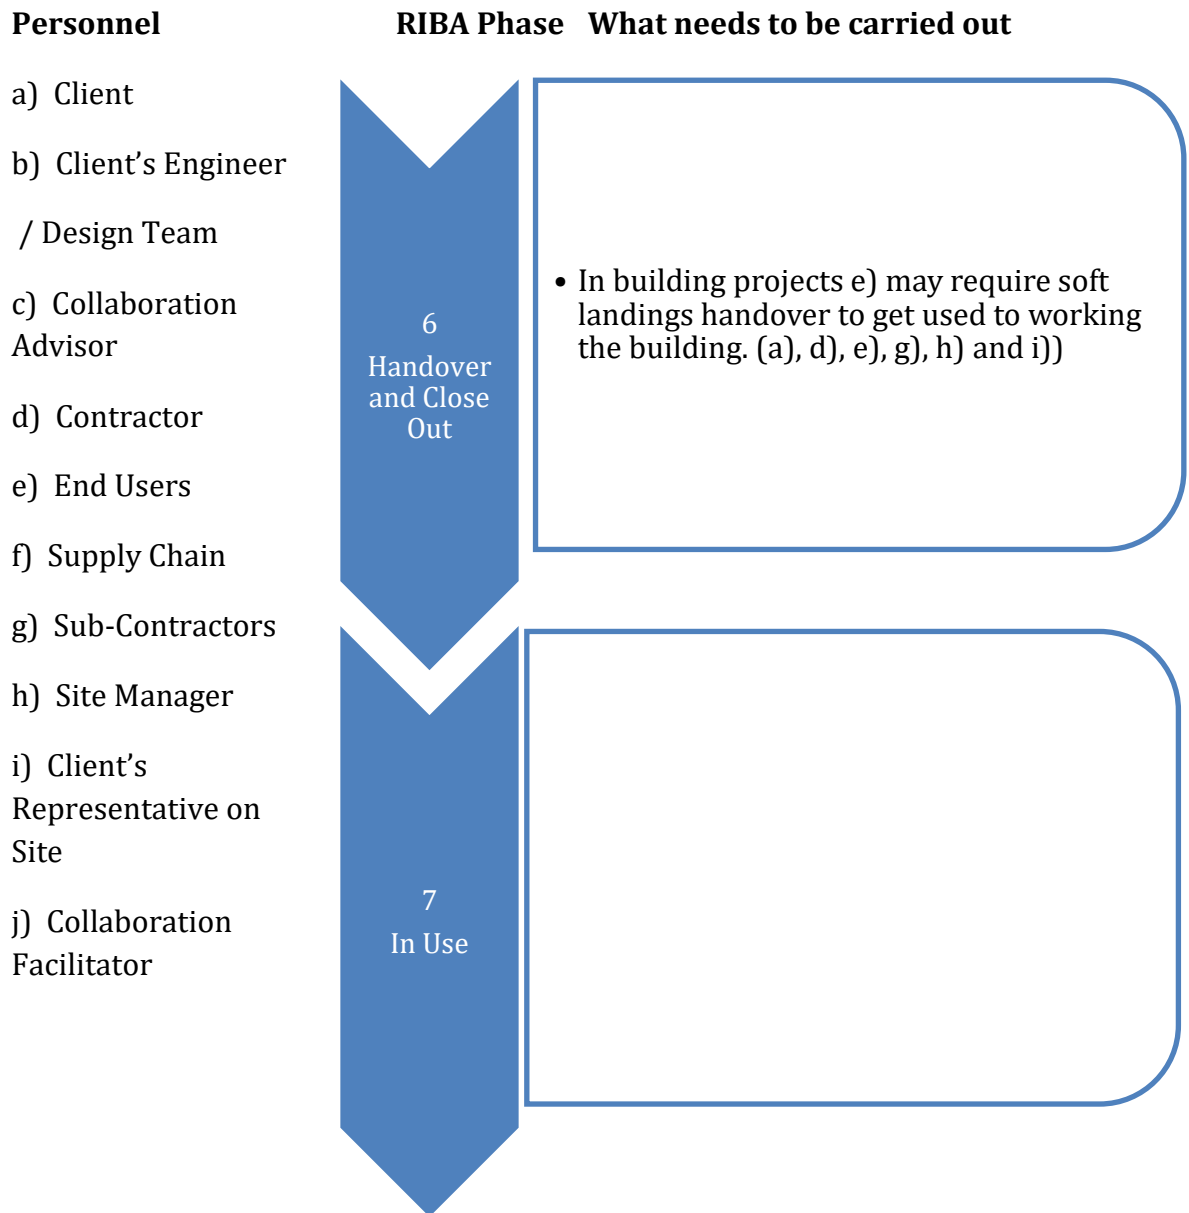 Personnel RIBA Phase What needs to be carried out
a) Client
b) Client’s Engineer
/ Design Team
c) Collaboration
Advisor
d) Contractor
e) End Users
f) Supply Chain
g) Sub-Contractors
h) Site Manager
i) Client’s
Representative on
Site
j) Collaboration
Facilitator
6
Handover
and Close
Out
• In building projects e) may require soft
landings handover to get used to working
the building. (a), d), e), g), h) and i))
7
In Use